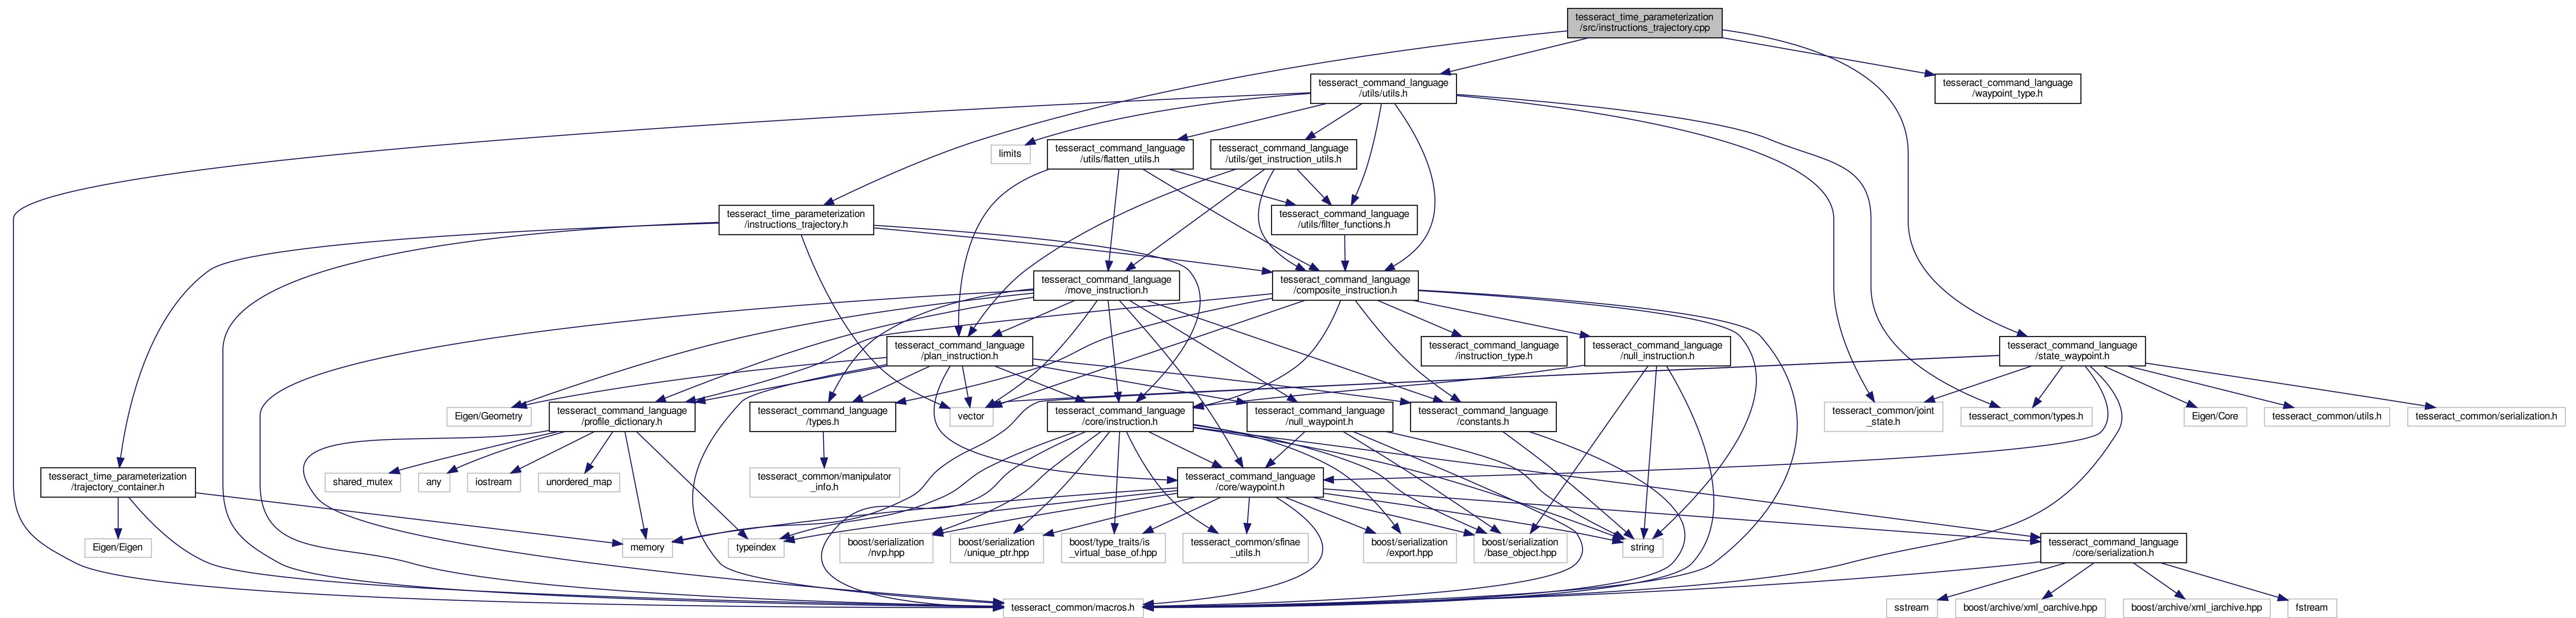 tesseract_time_parameterization
/src/instructions_trajectory.cpp
tesseract_command_language
/utils/utils.h
tesseract_command_language
/waypoint_type.h
limits
tesseract_command_language
/utils/flatten_utils.h
tesseract_command_language
/utils/get_instruction_utils.h
tesseract_time_parameterization
/instructions_trajectory.h
tesseract_command_language
/utils/filter_functions.h
tesseract_command_language
/move_instruction.h
tesseract_command_language
/composite_instruction.h
tesseract_command_language
/plan_instruction.h
tesseract_command_language
/instruction_type.h
tesseract_command_language
/null_instruction.h
tesseract_command_language
/state_waypoint.h
Eigen/Geometry
tesseract_command_language
/profile_dictionary.h
tesseract_command_language
/types.h
vector
tesseract_command_language
/core/instruction.h
tesseract_command_language
/null_waypoint.h
tesseract_command_language
/constants.h
tesseract_common/joint
_state.h
tesseract_common/types.h
Eigen/Core
tesseract_common/utils.h
tesseract_common/serialization.h
tesseract_time_parameterization
/trajectory_container.h
shared_mutex
any
iostream
unordered_map
tesseract_common/manipulator
_info.h
tesseract_command_language
/core/waypoint.h
Eigen/Eigen
memory
typeindex
boost/serialization
/nvp.hpp
boost/serialization
/unique_ptr.hpp
boost/type_traits/is
_virtual_base_of.hpp
tesseract_common/sfinae
_utils.h
boost/serialization
/export.hpp
boost/serialization
/base_object.hpp
string
tesseract_command_language
/core/serialization.h
tesseract_common/macros.h
sstream
boost/archive/xml_oarchive.hpp
boost/archive/xml_iarchive.hpp
fstream